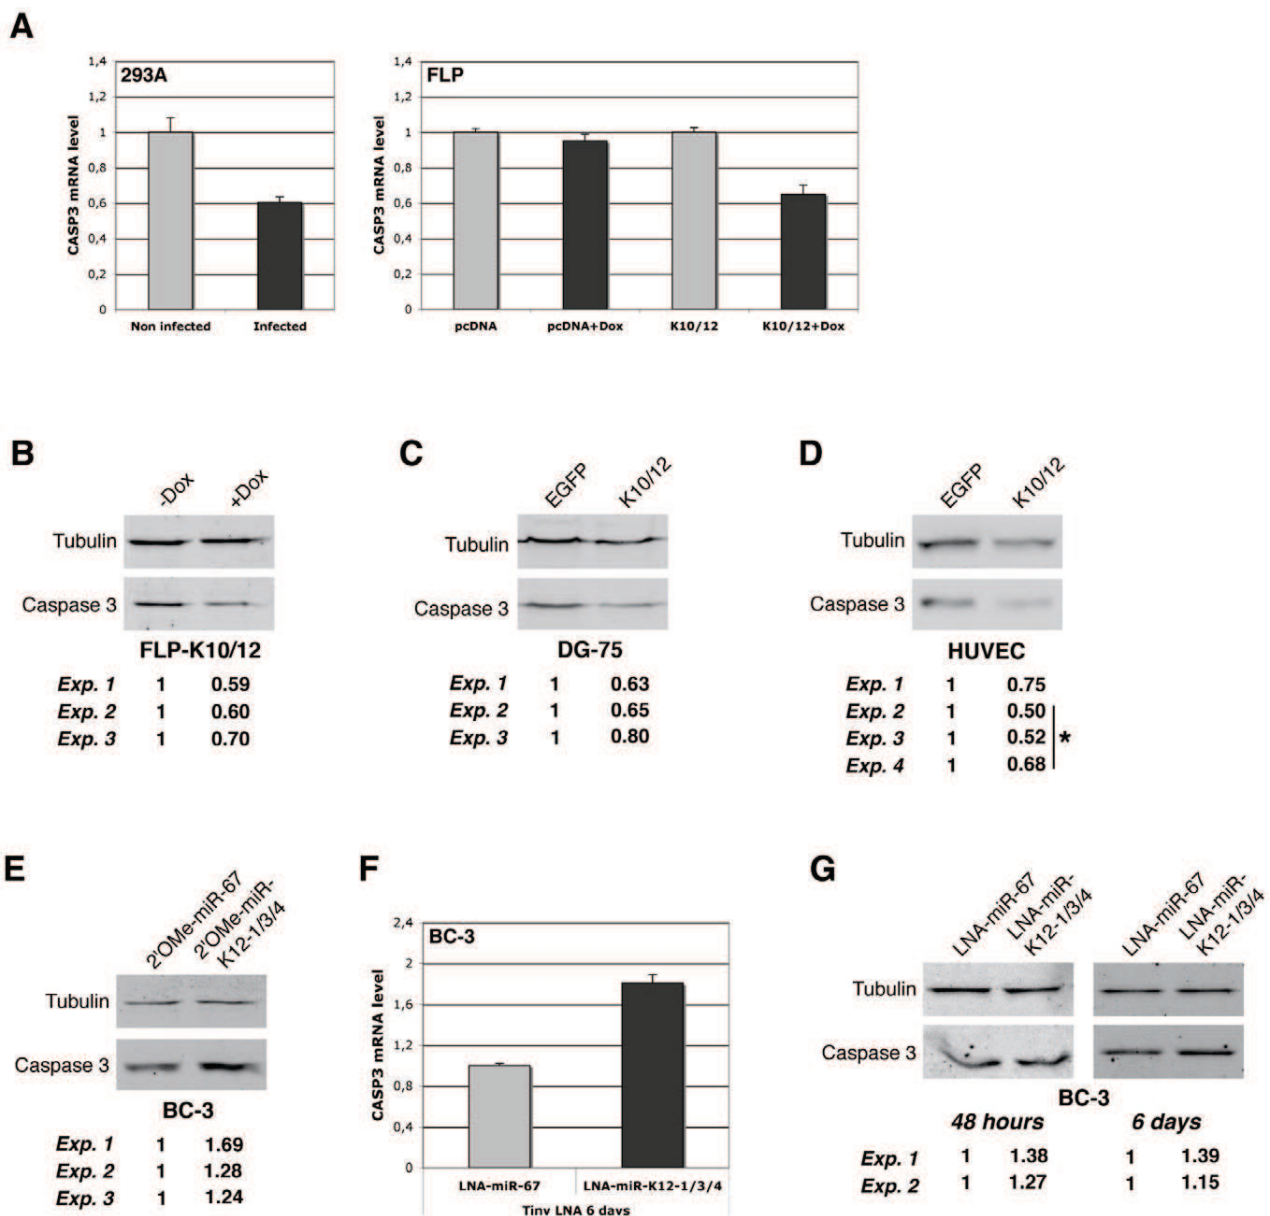 A
293A
CASP3 mRNA level
1,4
1,2
1
0,8
0,6
0,4
0,2
0
Non infected Infected
FLP
CASP3 mRNA level
1,4
1,2
1
0,8
0,6
0,4
0,2
0
pcDNA pcDNA+Dox K10/12 K10/12+Dox
B
-Dox +Dox
Tubulin
Caspase 3
FLP-K10/12
Exp. 1 1 0.59
Exp. 2 1 0.60
Exp. 3 1 0.70
C
EGFP K10/12
Tubulin
Caspase 3
DG-75
Exp. 1 1 0.63
Exp. 2 1 0.65
Exp. 3 1 0.80
D
EGFP K10/12
Tubulin
Caspase 3
HUVEC
Exp. 1 1 0.75
Exp. 2 1 0.50
Exp. 3 1 0.52 *
Exp. 4 1 0.68
E
2'OMe-miR-67
2'OMe-miR-
K12-1/3/4
Tubulin
Caspase 3
BC-3
Exp. 1 1 1.69
Exp. 2 1 1.28
Exp. 3 1 1.24
F
BC-3
CASP3 mRNA level
2,4
2
1,6
1,2
0,8
0,4
0
LNA-miR-67 LNA-miR-K12-1/3/4
Tiny LNA 6 days
G
LNA-miR-67
LNA-miR-
K12-1/3/4
LNA-miR-67
LNA-miR-
K12-1/3/4
Tubulin
Caspase 3
BC-3
48 hours 6 days
Exp. 1 1 1.38 1 1.39
Exp. 2 1 1.27 1 1.15